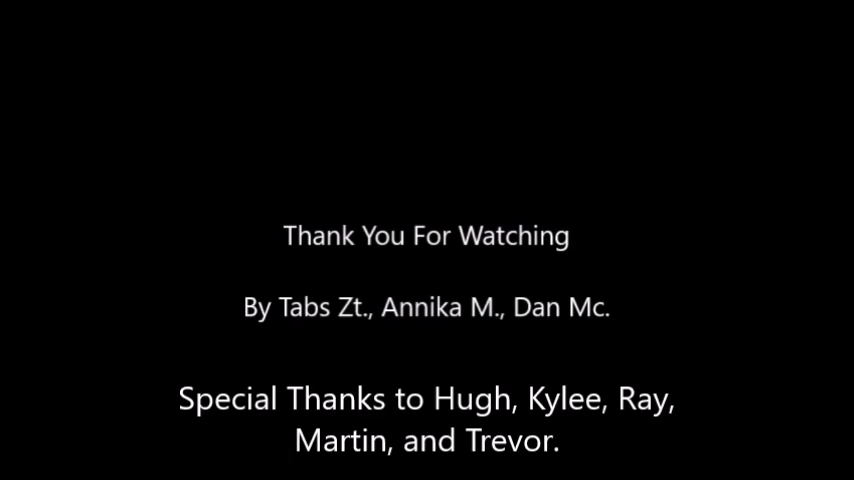 Thank You For Watching
By Tabs Zt., Annika M., Dan Mc.
Special Thanks to Hugh, Kylee, Ray,
Martin, and Trevor.